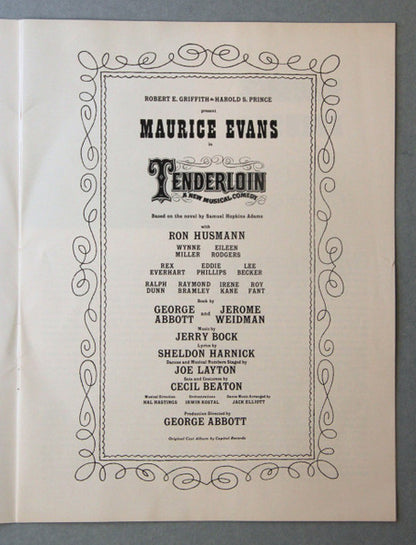 ROBERT E. GRIFFITH & HAROLD S. PRINCE
present
MAURICE EVANS
in
TENDERLOIN
A NEW MUSICAL COMEDY
Based on the novel by Samuel Hopkins Adams
with
RON HUSMANN
WYNNE MILLER EILEEN RODGERS
REX EVERHART EDDIE PHILLIPS LEE BECKER
RALPH DUNN RAYMOND BRAMLEY IRENE KANE ROY FANT
Book by
GEORGE ABBOTT and JEROME WEIDMAN
Music by
JERRY BOCK
Lyrics by
SHELDON HARNICK
Dances and Musical Numbers Staged by
JOE LAYTON
Sets and Costumes by
CECIL BEATON
Musical Direction Orchestrations Dance Music Arranged by
HAL HASTINGS IRWIN KOSTAL JACK ELLIOTT
Production Directed by
GEORGE ABBOTT
Original Cast Album by Capitol Records